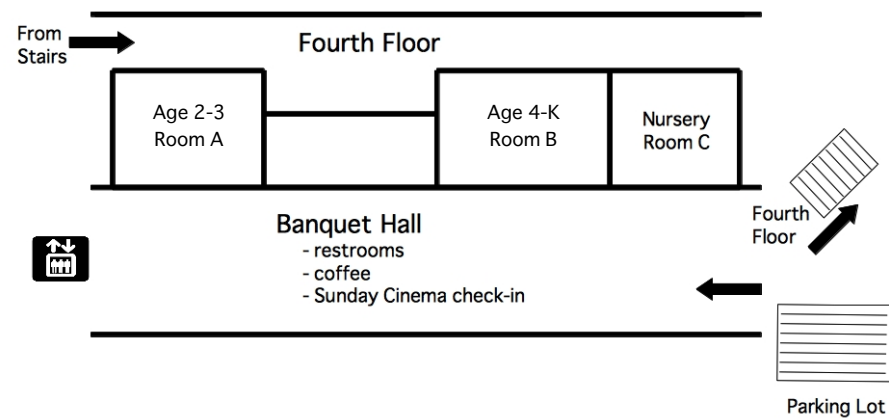 From
Stairs
Fourth Floor
Age 2-3
Room A
Age 4-K
Room B
Nursery
Room C
Banquet Hall
- restrooms
- coffee
- Sunday Cinema check-in
Fourth
Floor
Parking Lot